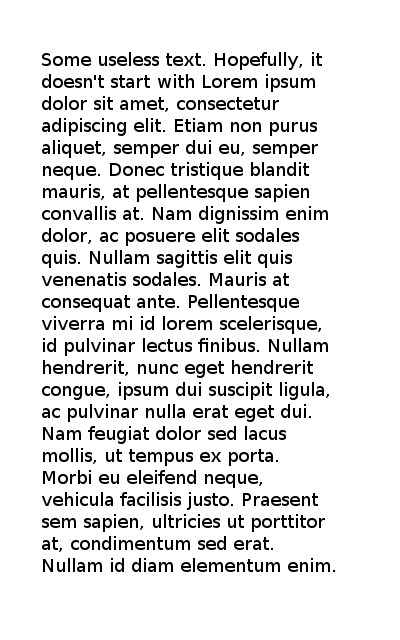 Some useless text. Hopefully, it
doesn't start with Lorem ipsum
dolor sit amet, consectetur
adipiscing elit. Etiam non purus
aliquet, semper dui eu, semper
neque. Donec tristique blandit
mauris, at pellentesque sapien
convallis at. Nam dignissim enim
dolor, ac posuere elit sodales
quis. Nullam sagittis elit quis
venenatis sodales. Mauris at
consequat ante. Pellentesque
viverra mi id lorem scelerisque,
id pulvinar lectus finibus. Nullam
hendrerit, nunc eget hendrerit
congue, ipsum dui suscipit ligula,
ac pulvinar nulla erat eget dui.
Nam feugiat dolor sed lacus
mollis, ut tempus ex porta.
Morbi eu eleifend neque,
vehicula facilisis justo. Praesent
sem sapien, ultricies ut porttitor
at, condimentum sed erat.
Nullam id diam elementum enim.